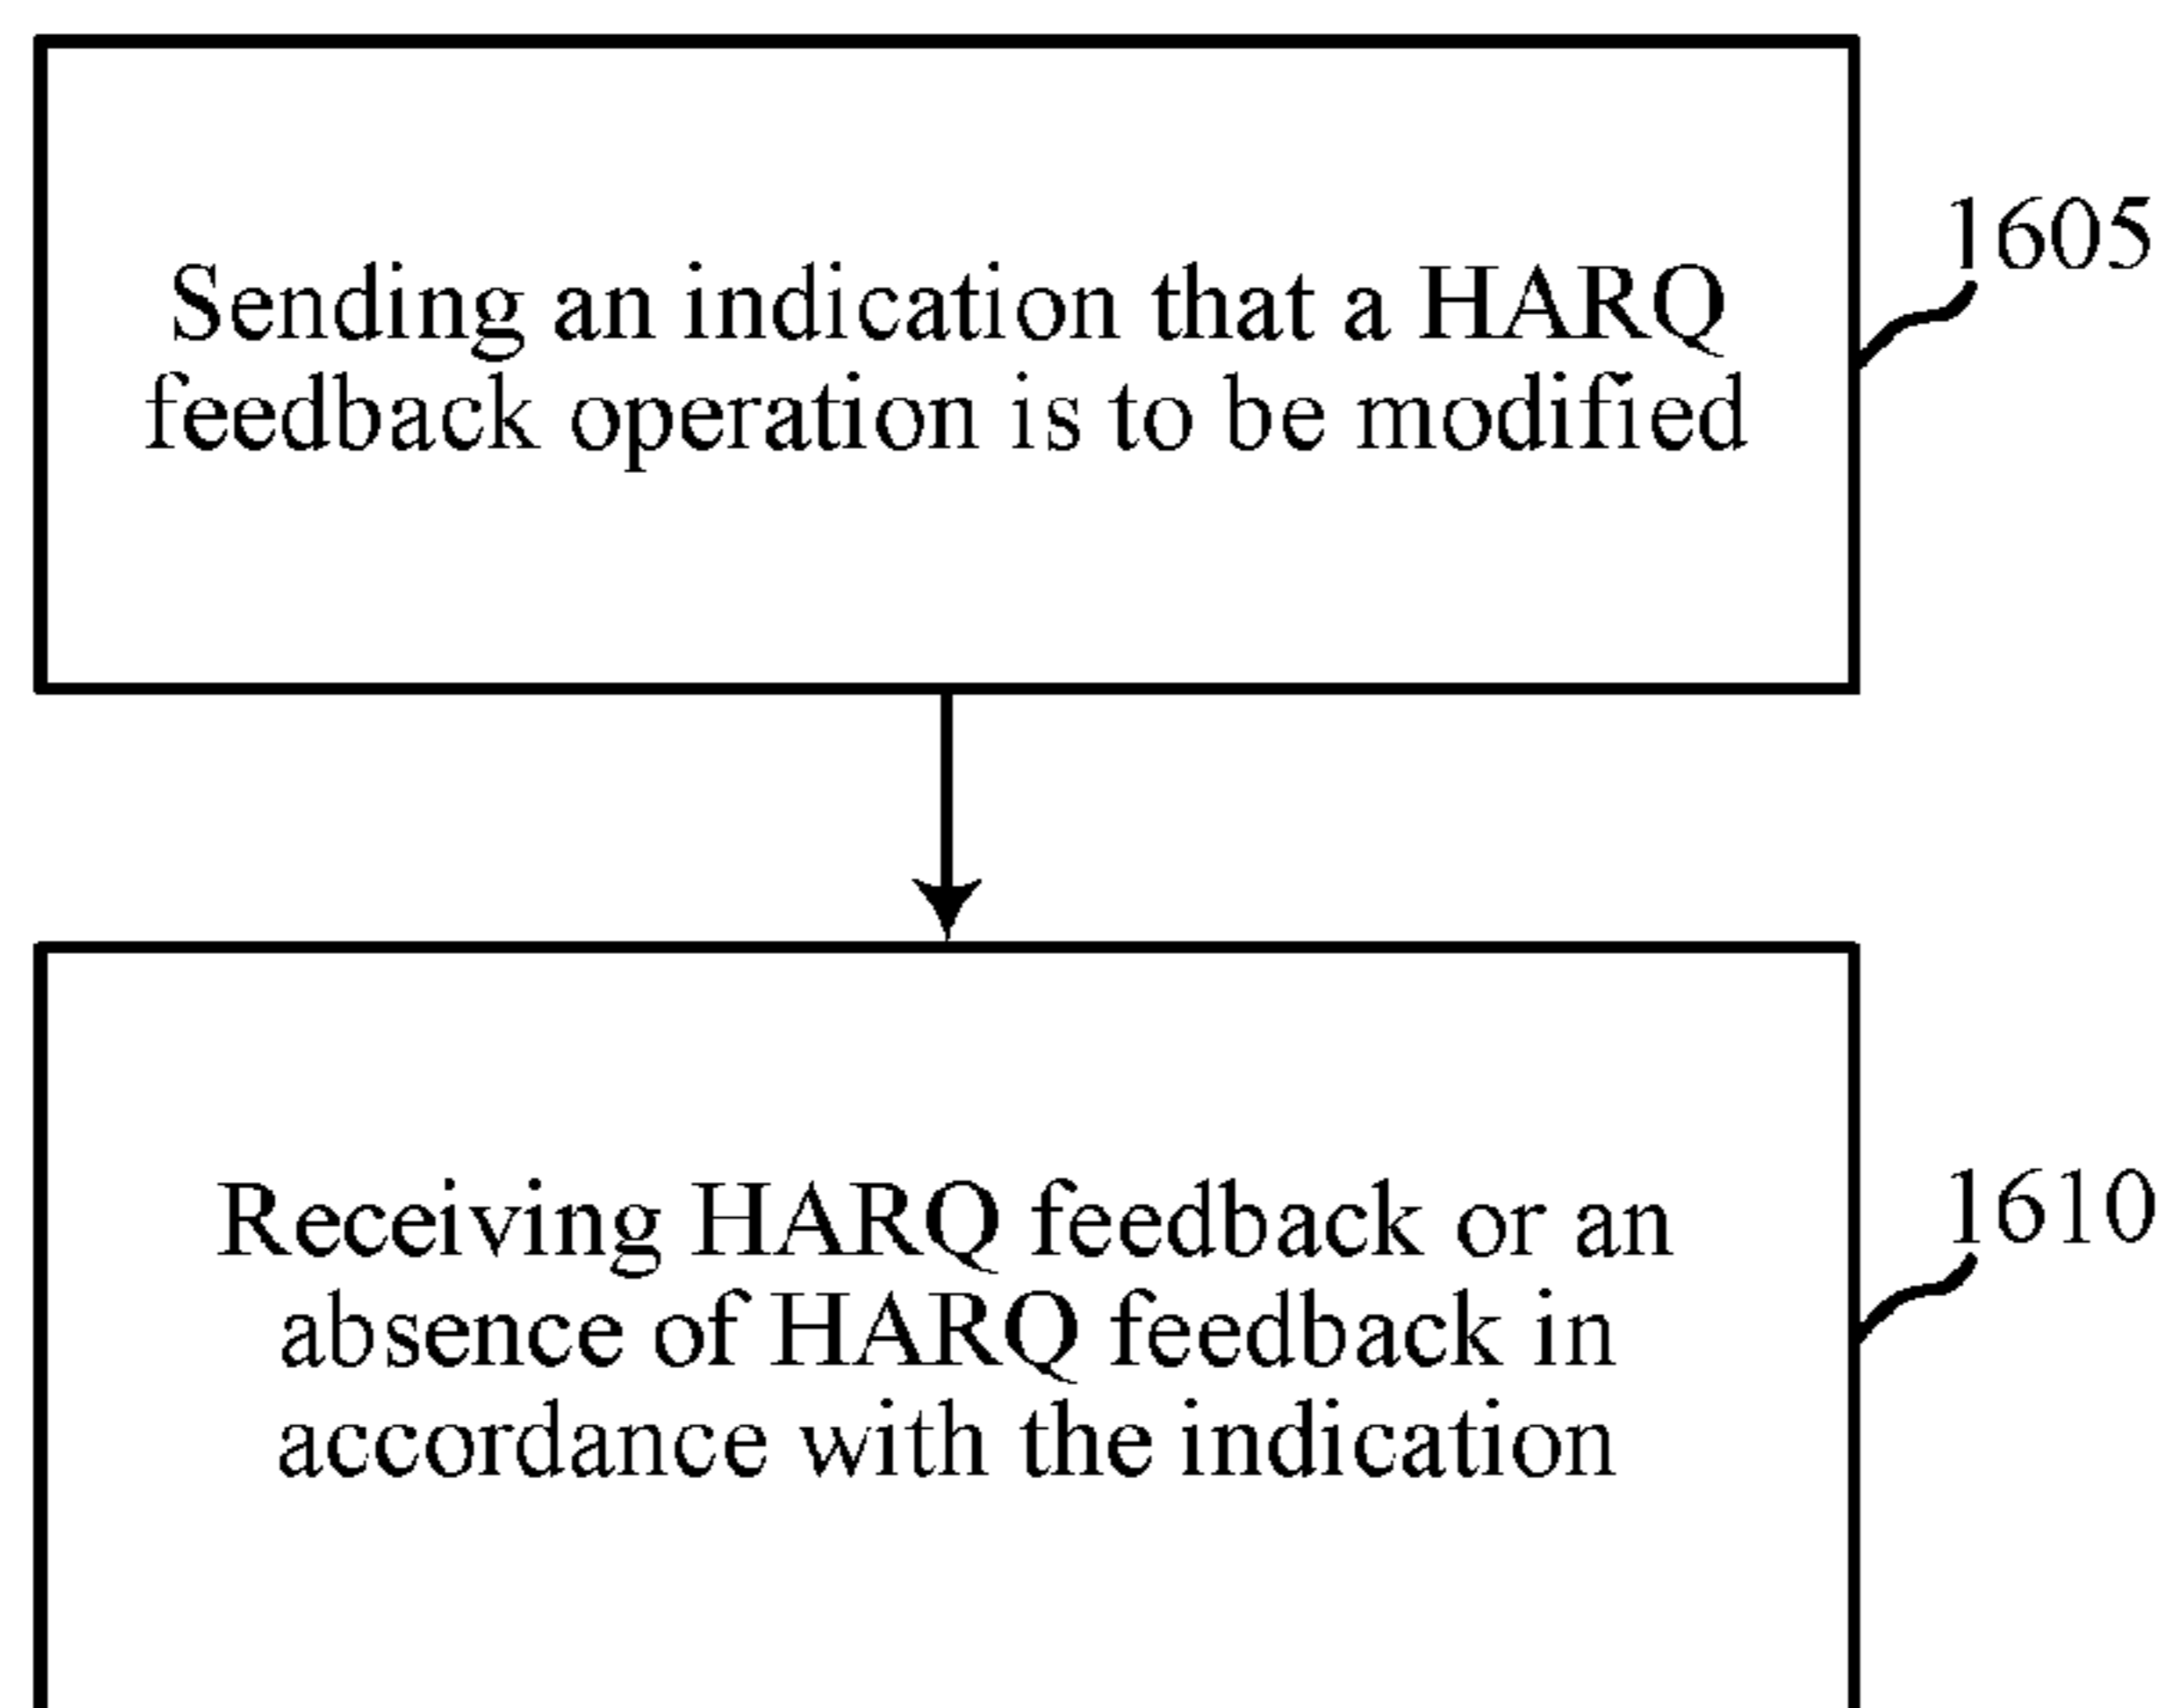 1605
Sending an indication that a HARQ
feedback operation is to be modified
1610
Receiving HARQ feedback or an
absence of HARQ feedback in
accordance with the indication